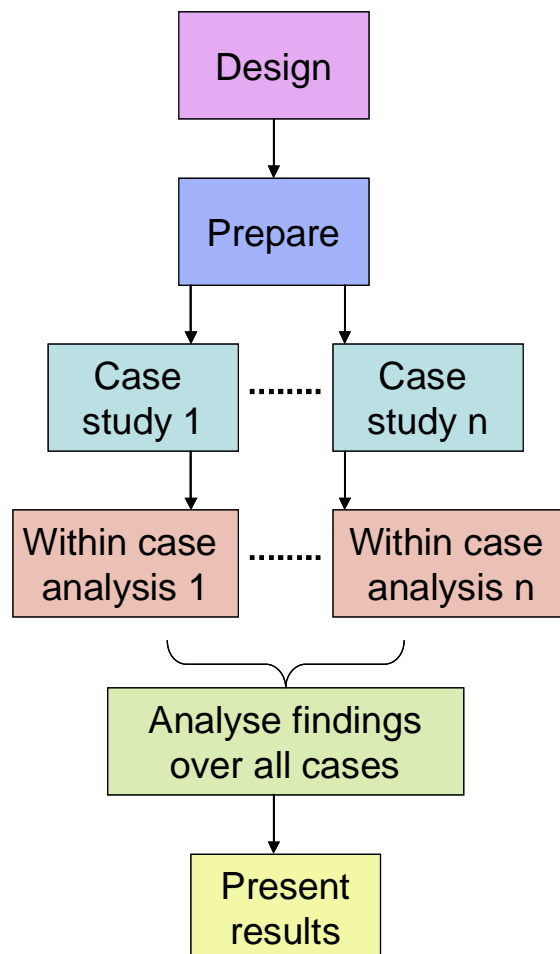 Design
Prepare
Case
study 1
Case
study n
Within case
analysis 1
Within case
analysis n
Analyse findings
over all cases
Present
results